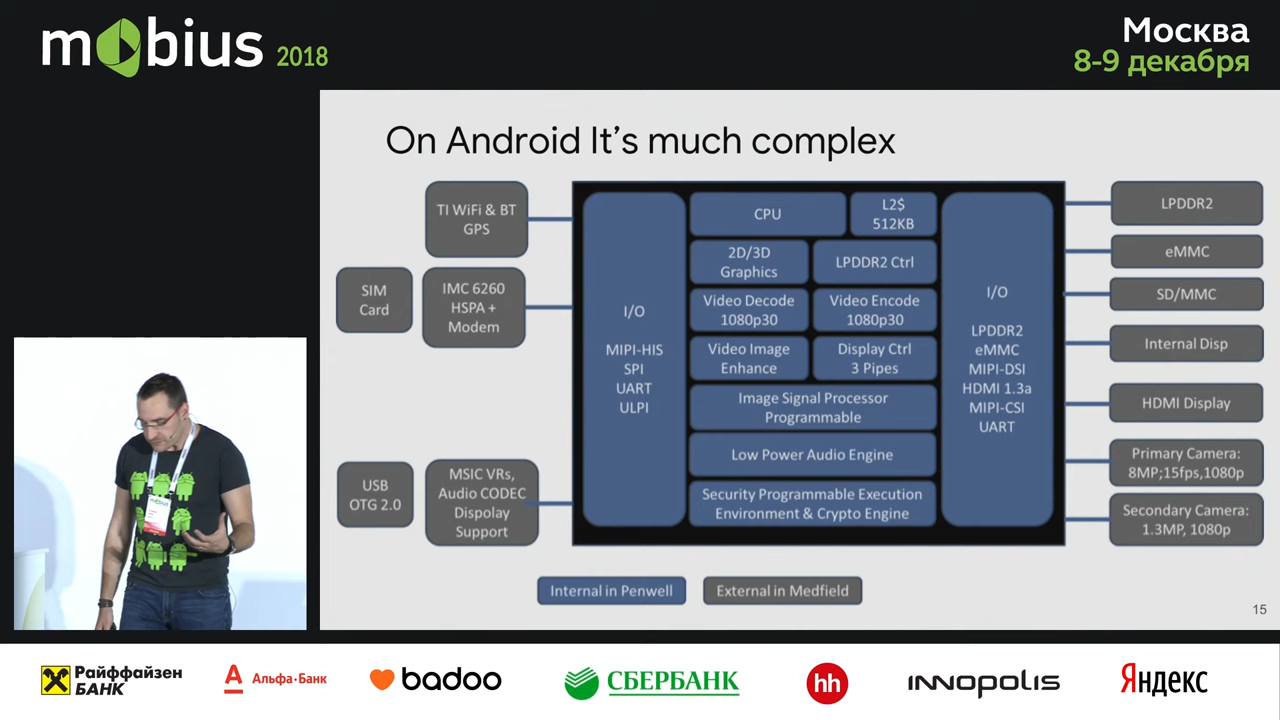 mobius 2018
Москва
8-9 декабря
On Android It's much complex
TI WiFi & BT
GPS
SIM
Card
IMC 6260
HSPA +
Modem
USB
OTG 2.0
MSIC VRs,
Audio CODEC
Dispolay
Support
I/O
MIPI-HIS
SPI
UART
ULPI
CPU
L2$
512KB
2D/3D
Graphics
LPDDR2 Ctrl
Video Decode
1080p30
Video Encode
1080p30
Video Image
Enhance
Display Ctrl
3 Pipes
Image Signal Processor
Programmable
Low Power Audio Engine
Security Programmable Execution
Environment & Crypto Engine
I/O
LPDDR2
eMMC
MIPI-DSI
HDMI 1.3a
MIPI-CSI
UART
LPDDR2
eMMC
SD/MMC
Internal Disp
HDMI Display
Primary Camera:
8MP;15fps,1080p
Secondary Camera:
1.3MP, 1080p
Internal in Penwell
External in Medfield
15
mobius
Райффайзен
БАНК
Альфа·Банк
badoo
СБЕРБАНК
hh
INNOPOLIS
Яндекс